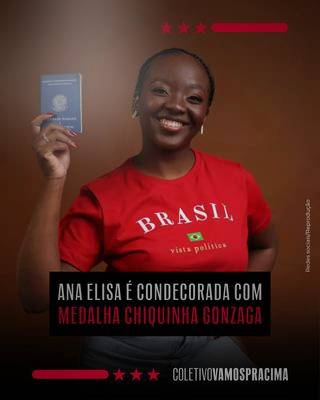 BRASIL
vista política
ANA ELISA É CONDECORADA COM
MEDALHA CHIQUINHA GONZAGA
COLETIVOVAMOSPRACIMA
Redes sociais/Reprodução